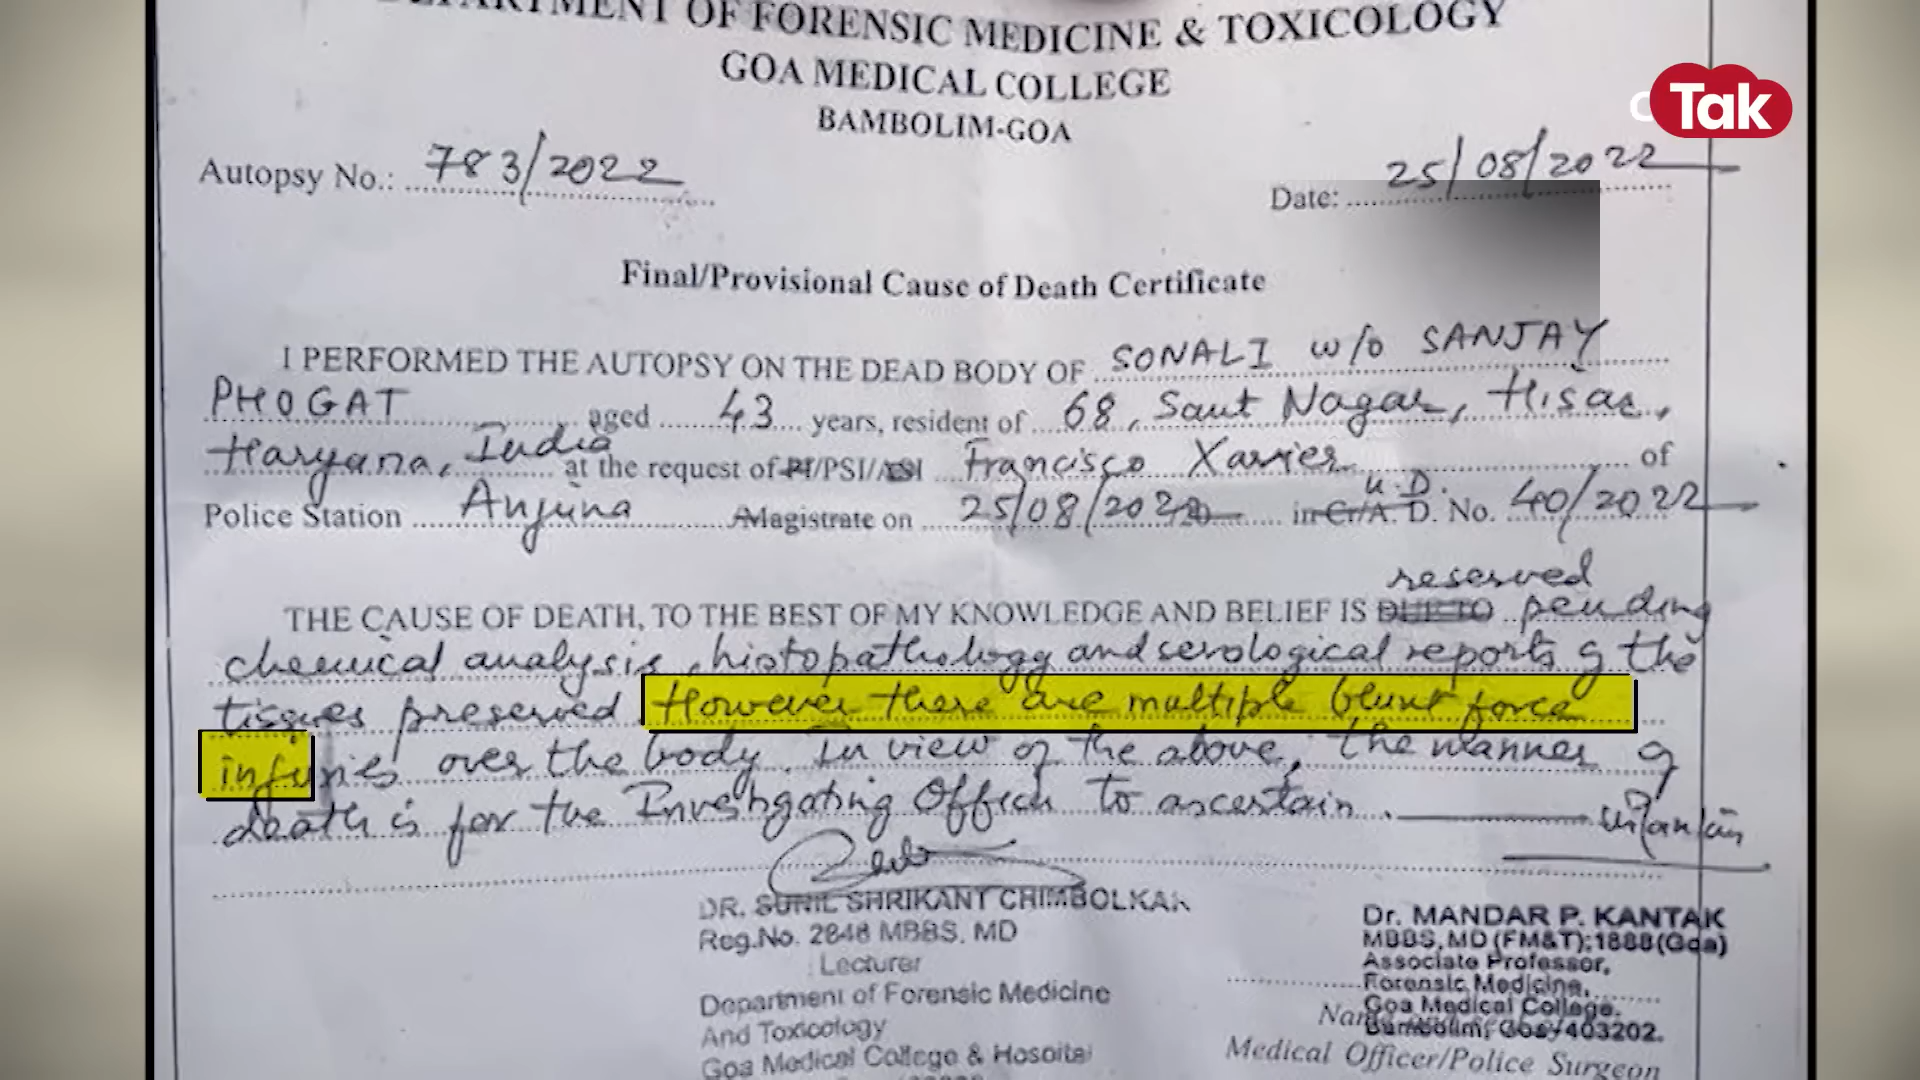 DEPARTMENT OF FORENSIC MEDICINE & TOXICOLOGY
GOA MEDICAL COLLEGE
BAMBOLIM-GOA
Tak
Autopsy No.: 783/2022
Date: 25/08/2022
Final/Provisional Cause of Death Certificate
I PERFORMED THE AUTOPSY ON THE DEAD BODY OF SONALI w/o SANJAY
PHOGAT aged 43 years, resident of 68, Sant Nagar, Hisar,
Haryana, India at the request of PI/PSI/ASI Francisco Xavier of
Police Station Anjuna Magistrate on 25/08/2022 in Cr/A. D. U.D. No. 40/2022
reserved
THE CAUSE OF DEATH, TO THE BEST OF MY KNOWLEDGE AND BELIEF IS DUE TO pending
chemical analysis, histopathology and serological reports of the
tissues preserved However there are multiple blunt force
injuries over the body. In view of the above, the manner of
death is for the Investigating Officer to ascertain.
DR. SUNIL SHRIKANT CHIMBOLKAR
Reg.No. 2848 MBBS, MD
Lecturer
Department of Forensic Medicine
And Toxicology
Goa Medical College & Hospital
Dr. MANDAR P. KANTAK
MBBS, MD (FM&T);1888(Goa)
Associate Professor,
Forensic Medicine,
Goa Medical College.
Bambolim, Goa, 403202.
Medical Officer/Police Surgeon